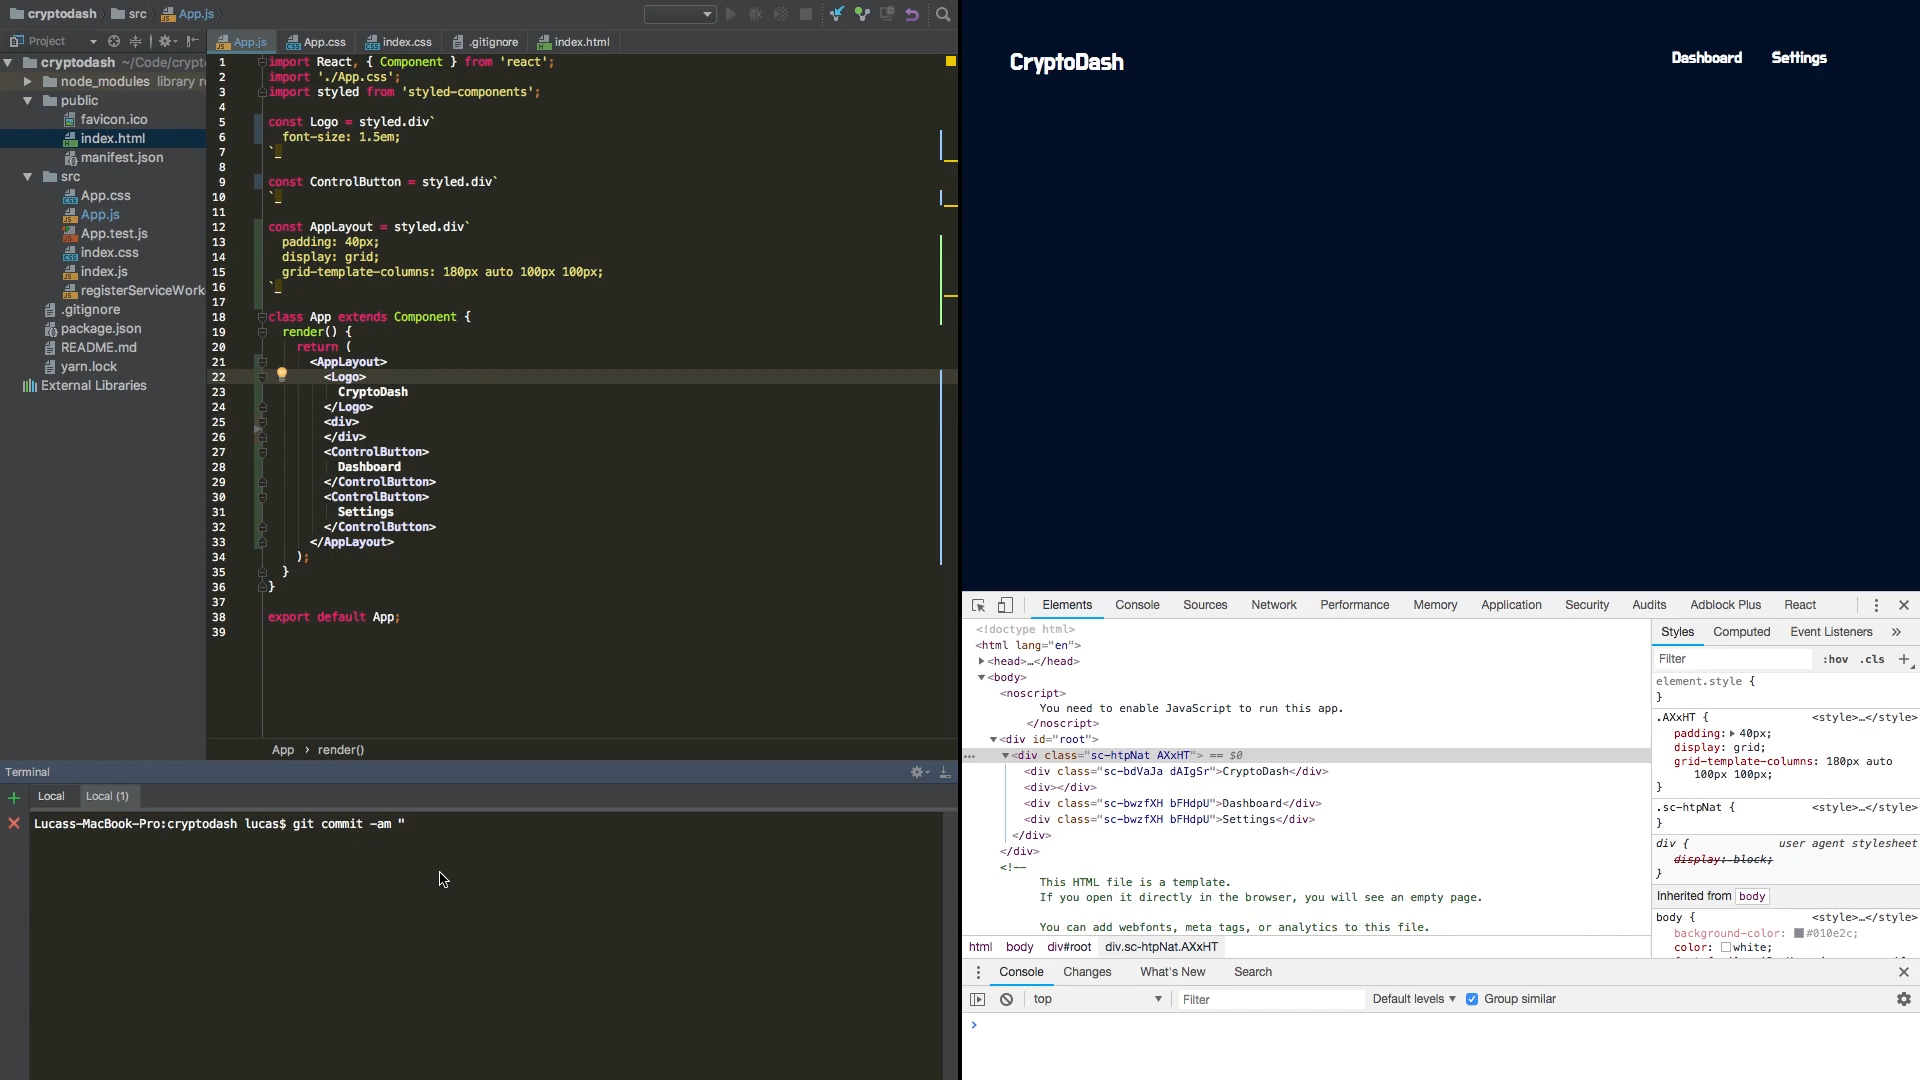 cryptodash src App.js
Project
App.js App.css index.css .gitignore index.html
cryptodash ~/Code/crypt
node_modules library r
public
favicon.ico
index.html
manifest.json
src
App.css
App.js
App.test.js
index.css
index.js
registerServiceWork
.gitignore
package.json
README.md
yarn.lock
External Libraries
1 import React, { Component } from 'react';
2 import './App.css';
3 import styled from 'styled-components';
4
5 const Logo = styled.div`
6 font-size: 1.5em;
7 `
8
9 const ControlButton = styled.div`
10 `
11
12 const AppLayout = styled.div`
13 padding: 40px;
14 display: grid;
15 grid-template-columns: 180px auto 100px 100px;
16 `
17
18 class App extends Component {
19 render() {
20 return (
21 <AppLayout>
22 <Logo>
23 CryptoDash
24 </Logo>
25 <div>
26 </div>
27 <ControlButton>
28 Dashboard
29 </ControlButton>
30 <ControlButton>
31 Settings
32 </ControlButton>
33 </AppLayout>
34 );
35 }
36 }
37
38 export default App;
39
App › render()
Terminal
Local Local (1)
Lucass-MacBook-Pro:cryptodash lucas$ git commit -am "
CryptoDash Dashboard Settings
Elements Console Sources Network Performance Memory Application Security Audits Adblock Plus React
<!doctype html>
<html lang="en">
<head>…</head>
<body>
<noscript>
You need to enable JavaScript to run this app.
</noscript>
<div id="root">
<div class="sc-htpNat AXxHT"> == $0
<div class="sc-bdVaJa dAIgSr">CryptoDash</div>
<div></div>
<div class="sc-bwzfXH bFHdpU">Dashboard</div>
<div class="sc-bwzfXH bFHdpU">Settings</div>
</div>
</div>
<!--
This HTML file is a template.
If you open it directly in the browser, you will see an empty page.
You can add webfonts, meta tags, or analytics to this file.
html body div#root div.sc-htpNat.AXxHT
Styles Computed Event Listeners »
Filter :hov .cls +
element.style {
}
.AXxHT { <style>…</style>
padding: 40px;
display: grid;
grid-template-columns: 180px auto
100px 100px;
}
.sc-htpNat { <style>…</style>
}
div { user agent stylesheet
display: block;
}
Inherited from body
body { <style>…</style>
background-color: #010e2c;
color: white;
Console Changes What's New Search
top Filter Default levels Group similar